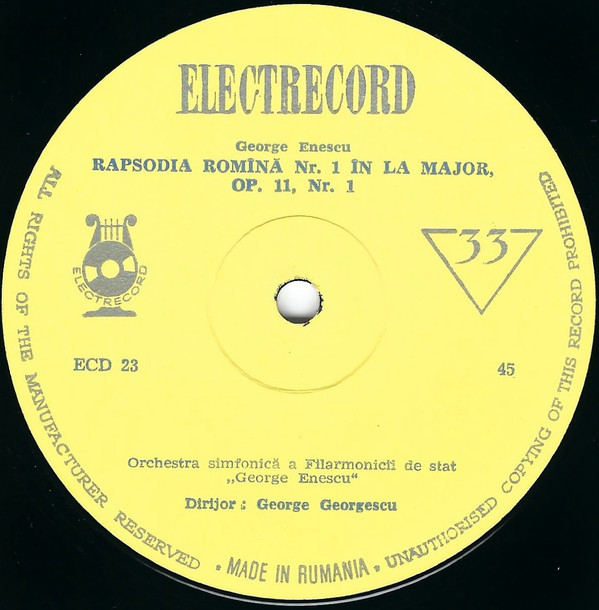 ELECTRECORD
George Enescu
RAPSODIA ROMÎNĂ Nr. 1 ÎN LA MAJOR,
OP. 11, Nr. 1
ELECTRECORD
33
ECD 23
45
Orchestra simfonică a Filarmonicii de stat
„George Enescu“
Dirijor: George Georgescu
ALL RIGHTS OF THE MANUFACTURER RESERVED • MADE IN RUMANIA • UNAUTHORISED COPYING OF THIS RECORD PROHIBITED